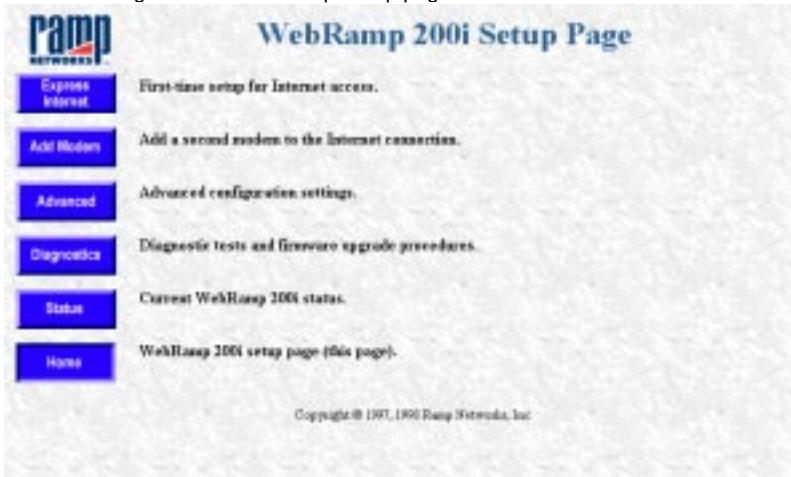 ramp
NETWORKS
WebRamp 200i Setup Page
Express
Internet
First-time setup for Internet access.
Add Modem
Add a second modem to the Internet connection.
Advanced
Advanced configuration settings.
Diagnostics
Diagnostic tests and firmware upgrade procedures.
Status
Current WebRamp 200i status.
Home
WebRamp 200i setup page (this page).
Copyright © 1997, 1998 Ramp Networks, Inc